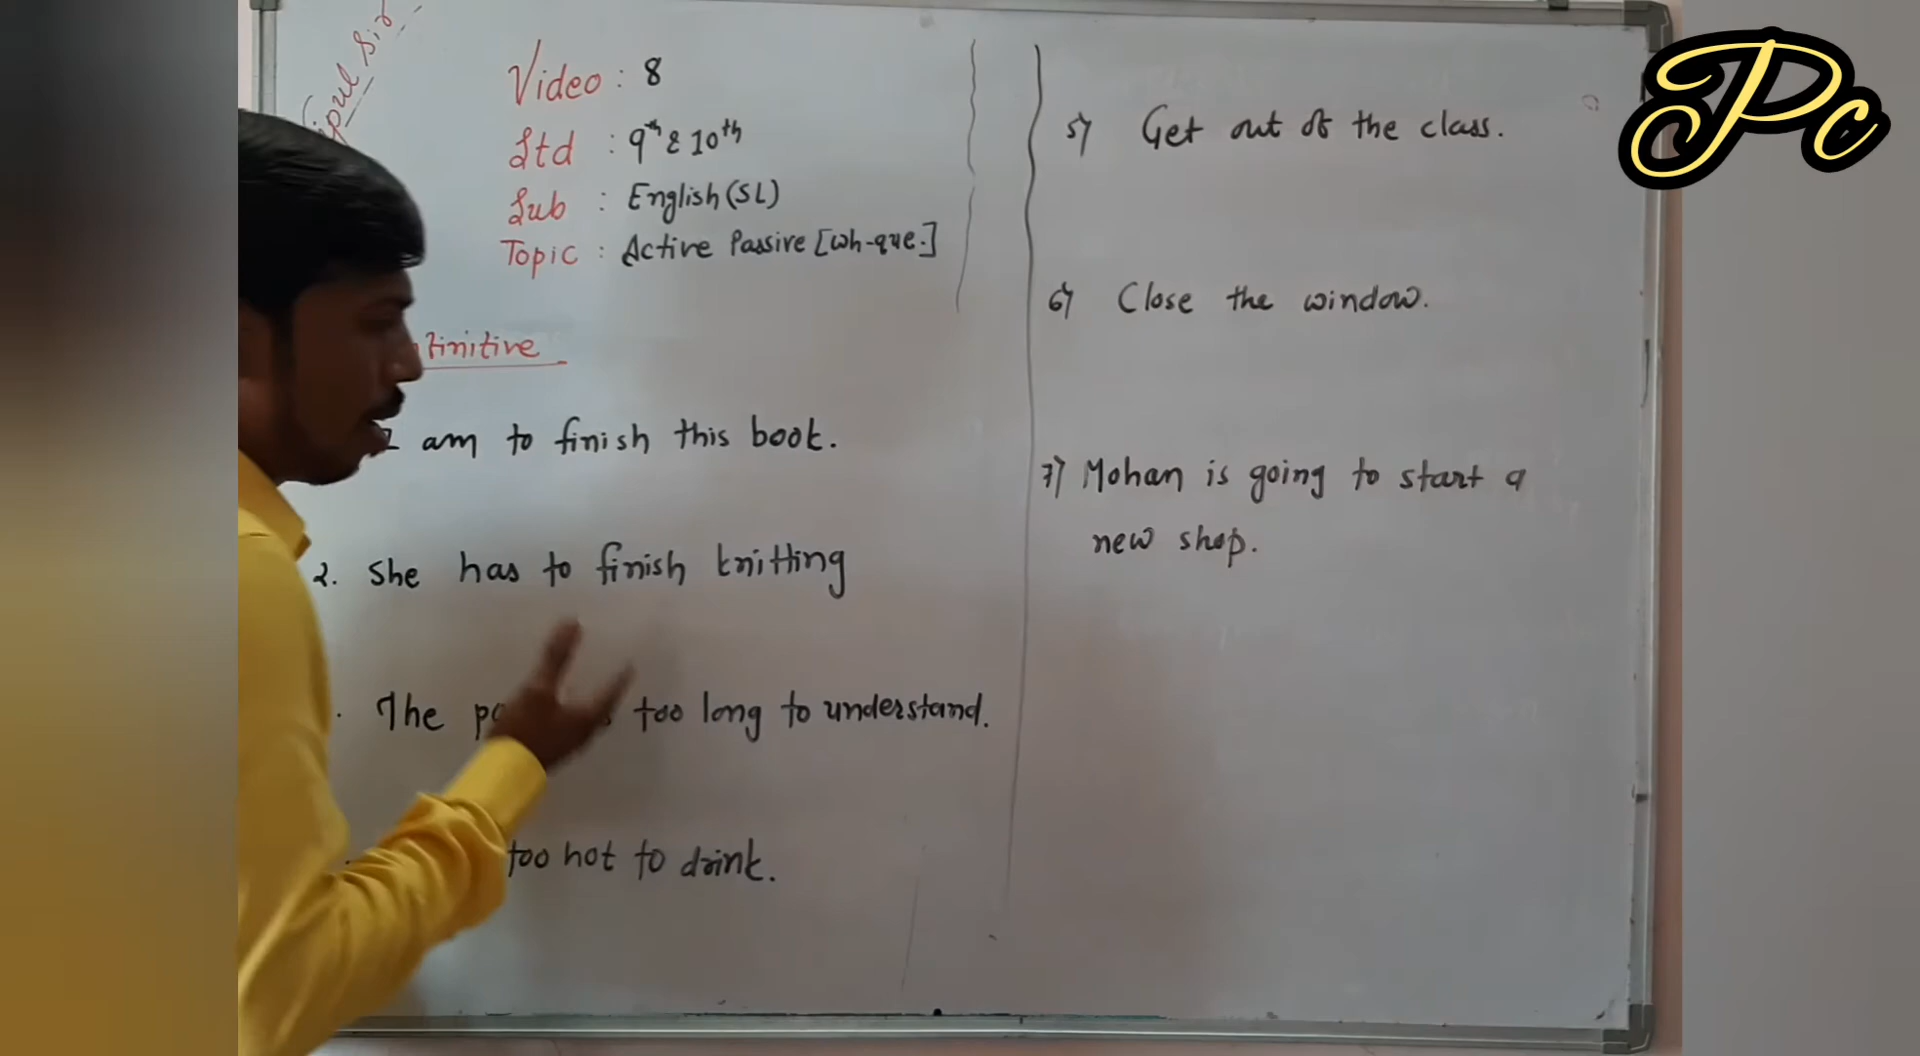 Sir
Video : 8
Std : 9th & 10th
Sub : English (SL)
Topic : Active Passive [Wh-que.]
finitive
I am to finish this book.
2. She has to finish knitting
The too long to understand.
too hot to drink.
5) Get out of the class.
6) Close the window.
7) Mohan is going to start a
new shop.
Pc